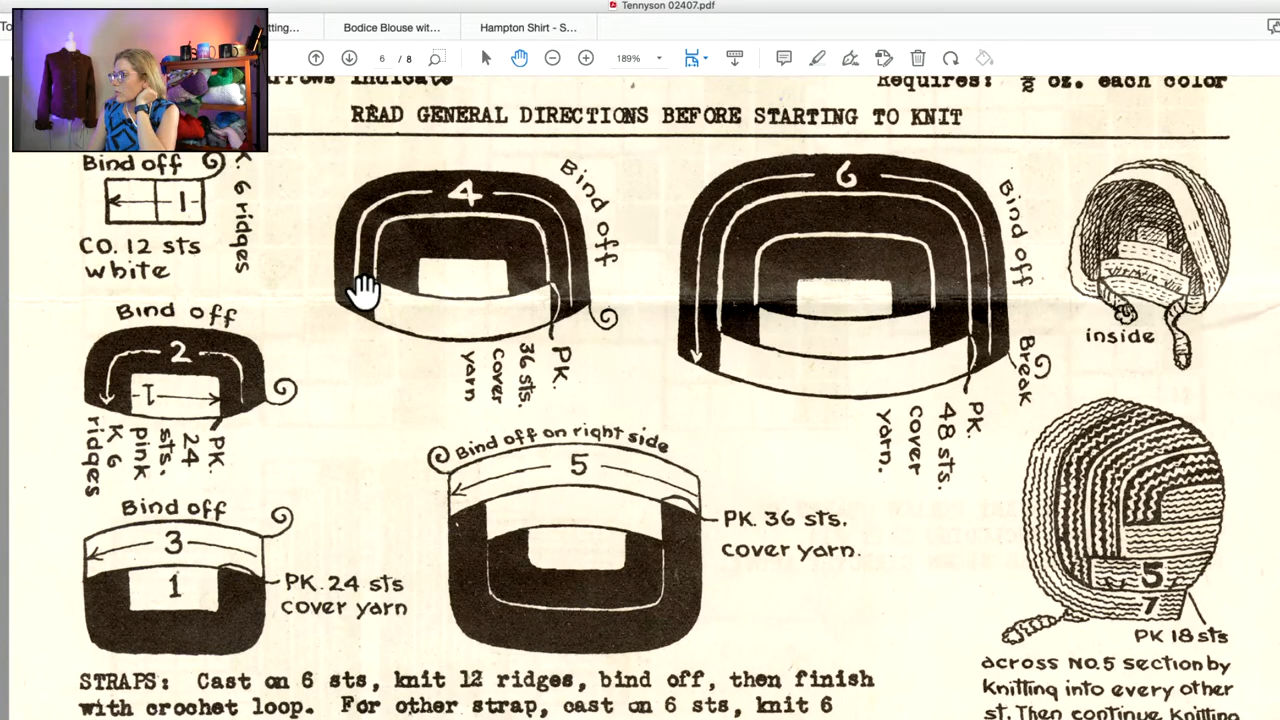 Tennyson 02407.pdf
To
tting...
Bodice Blouse wit...
Hampton Shirt - S...
6 / 8
189%
rrows indicate
Requires: ¾ oz. each color
READ GENERAL DIRECTIONS BEFORE STARTING TO KNIT
Bind off
K. 6 ridges
1
CO. 12 sts
white
Bind off
2
1
PK.
24
sts.
pink
K 6
ridges
Bind off
3
1
PK. 24 sts
cover yarn
4
Bind off
PK.
36 sts.
cover
yarn
Bind off on right side
5
PK. 36 sts.
cover yarn.
6
Bind off
Break
PK.
48 sts.
cover
yarn.
inside
5
7
PK 18 sts
across NO. 5 section by
knitting into every other
st. Then continue knitting
STRAPS: Cast on 6 sts, knit 12 ridges, bind off, then finish
with crochet loop. For other strap, cast on 6 sts, knit 6